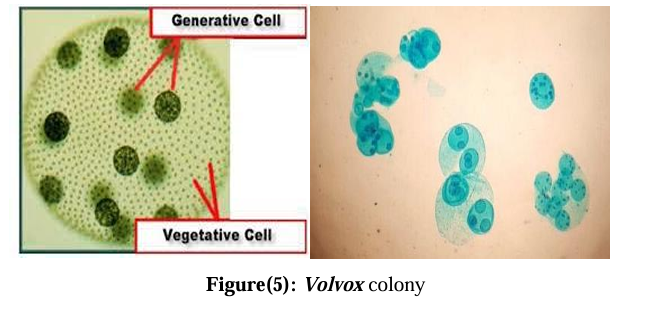 Generative Cell
Vegetative Cell
Figure(5): Volvox colony